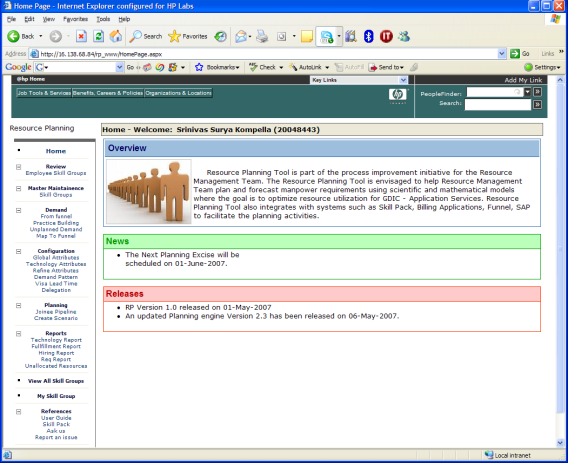 Home Page - Internet Explorer configured for HP Labs
File Edit View Favorites Tools Help
Back Search Favorites
Address http://16.138.68.84/rp_www/HomePage.aspx Go Links »
Google Go Bookmarks Check AutoLink AutoFill Send to Settings
@hp Home Key Links Add My Link
Job Tools & Services Benefits, Careers & Policies Organizations & Locations
hp
PeopleFinder:
Search:
Resource Planning
Home - Welcome: Srinivas Surya Kompella (20048443)
Home
Review
Employee Skill Groups
Master Maintainence
Skill Groups
Demand
From funnel
Practice Building
Unplanned Demand
Map To Funnel
Configuration
Global Attributes
Technology Attributes
Refine Attributes
Demand Pattern
Visa Lead Time
Delegation
Planning
Joinee Pipeline
Create Scenario
Reports
Technology Report
Fullfillment Report
Hiring Report
Req Report
Unallocated Resources
View All Skill Groups
My Skill Group
References
User Guide
Skill Pack
Ask us
Report an issue
Overview
Resource Planning Tool is part of the process improvement initiative for the Resource
Management Team. The Resource Planning Tool is envisaged to help Resource Management
Team plan and forecast manpower requirements using scientific and mathematical models
where the goal is to optimize resource utilization for GDIC - Application Services. Resource
Planning Tool also integrates with systems such as Skill Pack, Billing Applications, Funnel, SAP
to facilitate the planning activities.
News
• The Next Planning Excise will be
scheduled on 01-June-2007.
Releases
• RP Version 1.0 released on 01-May-2007
• An updated Planning engine Version 2.3 has been released on 06-May-2007.
Local intranet